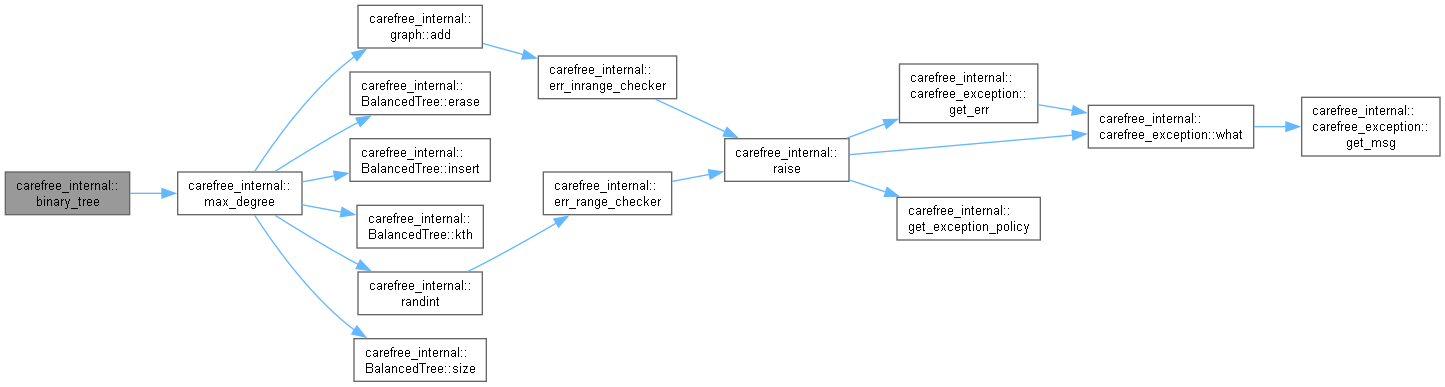 carefree_internal::
binary_tree
carefree_internal::
max_degree
carefree_internal::
graph::add
carefree_internal::
BalancedTree::erase
carefree_internal::
BalancedTree::insert
carefree_internal::
BalancedTree::kth
carefree_internal::
randint
carefree_internal::
BalancedTree::size
carefree_internal::
err_inrange_checker
carefree_internal::
err_range_checker
carefree_internal::
raise
carefree_internal::
carefree_exception::
get_err
carefree_internal::
get_exception_policy
carefree_internal::
carefree_exception::what
carefree_internal::
carefree_exception::
get_msg